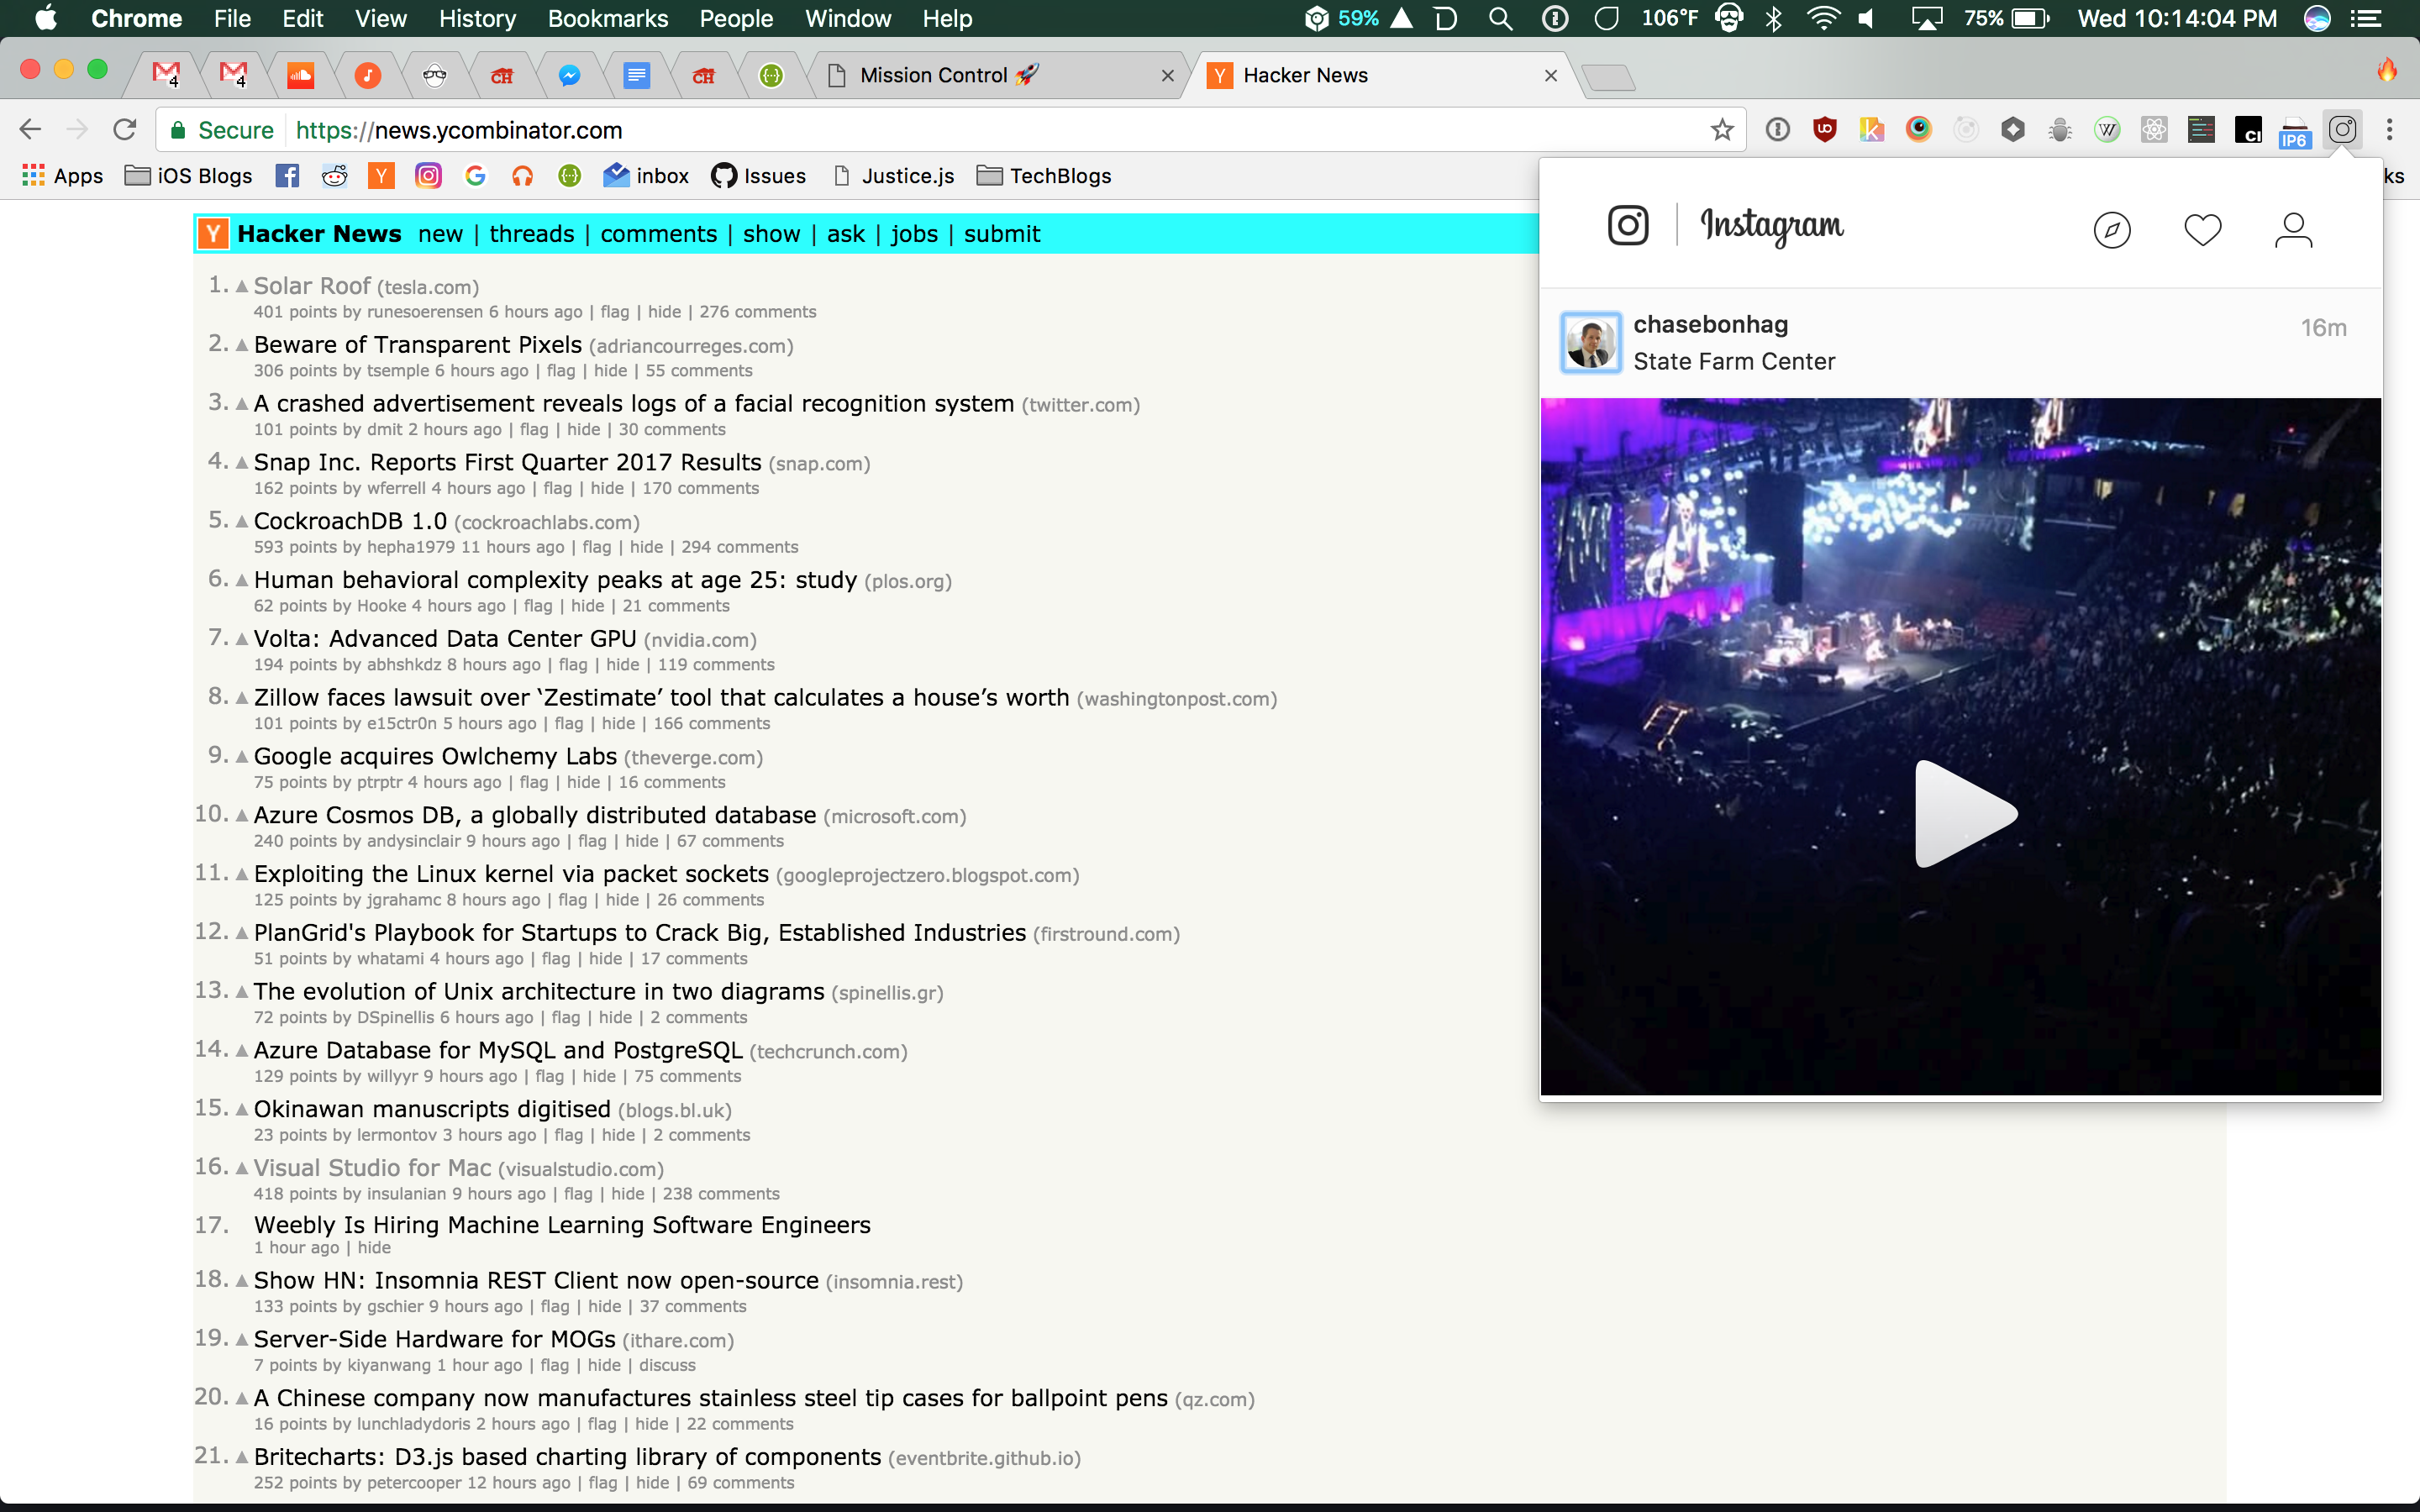 Chrome File Edit View History Bookmarks People Window Help 59% 106°F 75% Wed 10:14:04 PM
4 4 CH CH Mission Control 🚀 Y Hacker News
Secure https://news.ycombinator.com UO k W CI IP6
Apps iOS Blogs Y G inbox Issues Justice.js TechBlogs ks
Y Hacker News new | threads | comments | show | ask | jobs | submit
1. Solar Roof (tesla.com)
401 points by runesoerensen 6 hours ago | flag | hide | 276 comments
2. Beware of Transparent Pixels (adriancourreges.com)
306 points by tsemple 6 hours ago | flag | hide | 55 comments
3. A crashed advertisement reveals logs of a facial recognition system (twitter.com)
101 points by dmit 2 hours ago | flag | hide | 30 comments
4. Snap Inc. Reports First Quarter 2017 Results (snap.com)
162 points by wferrell 4 hours ago | flag | hide | 170 comments
5. CockroachDB 1.0 (cockroachlabs.com)
593 points by hepha1979 11 hours ago | flag | hide | 294 comments
6. Human behavioral complexity peaks at age 25: study (plos.org)
62 points by Hooke 4 hours ago | flag | hide | 21 comments
7. Volta: Advanced Data Center GPU (nvidia.com)
194 points by abhshkdz 8 hours ago | flag | hide | 119 comments
8. Zillow faces lawsuit over ‘Zestimate’ tool that calculates a house’s worth (washingtonpost.com)
101 points by e15ctr0n 5 hours ago | flag | hide | 166 comments
9. Google acquires Owlchemy Labs (theverge.com)
75 points by ptrptr 4 hours ago | flag | hide | 16 comments
10. Azure Cosmos DB, a globally distributed database (microsoft.com)
240 points by andysinclair 9 hours ago | flag | hide | 67 comments
11. Exploiting the Linux kernel via packet sockets (googleprojectzero.blogspot.com)
125 points by jgrahamc 8 hours ago | flag | hide | 26 comments
12. PlanGrid's Playbook for Startups to Crack Big, Established Industries (firstround.com)
51 points by whatami 4 hours ago | flag | hide | 17 comments
13. The evolution of Unix architecture in two diagrams (spinellis.gr)
72 points by DSpinellis 6 hours ago | flag | hide | 2 comments
14. Azure Database for MySQL and PostgreSQL (techcrunch.com)
129 points by willyyr 9 hours ago | flag | hide | 75 comments
15. Okinawan manuscripts digitised (blogs.bl.uk)
23 points by lermontov 3 hours ago | flag | hide | 2 comments
16. Visual Studio for Mac (visualstudio.com)
418 points by insulanian 9 hours ago | flag | hide | 238 comments
17. Weebly Is Hiring Machine Learning Software Engineers
1 hour ago | hide
18. Show HN: Insomnia REST Client now open-source (insomnia.rest)
133 points by gschier 9 hours ago | flag | hide | 37 comments
19. Server-Side Hardware for MOGs (ithare.com)
7 points by kiyanwang 1 hour ago | flag | hide | discuss
20. A Chinese company now manufactures stainless steel tip cases for ballpoint pens (qz.com)
16 points by lunchladydoris 2 hours ago | flag | hide | 22 comments
21. Britecharts: D3.js based charting library of components (eventbrite.github.io)
252 points by petercooper 12 hours ago | flag | hide | 69 comments
Instagram
chasebonhag 16m
State Farm Center